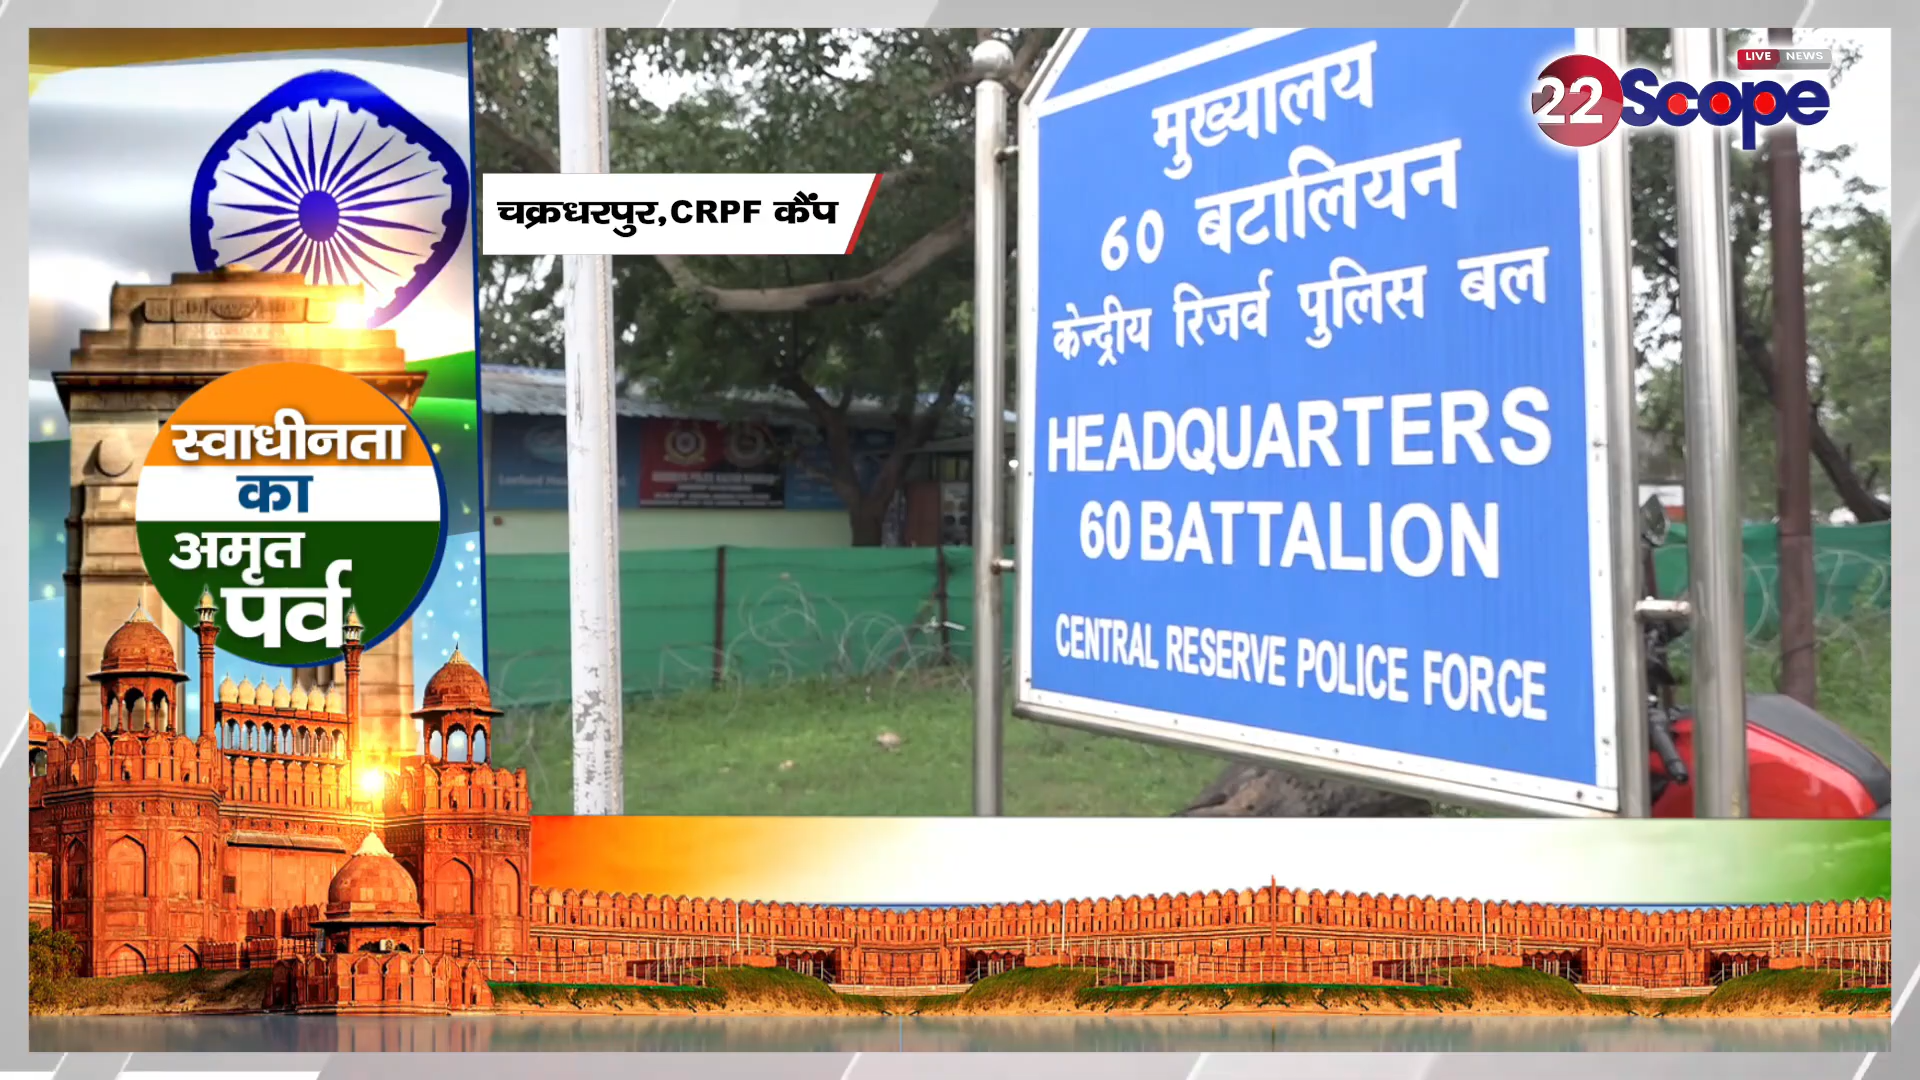 LIVE NEWS
22Scope
चक्रधरपुर,CRPF कैंप
स्वाधीनता
का
अमृत
पर्व
मुख्यालय
60 बटालियन
केन्द्रीय रिजर्व पुलिस बल
HEADQUARTERS
60 BATTALION
CENTRAL RESERVE POLICE FORCE